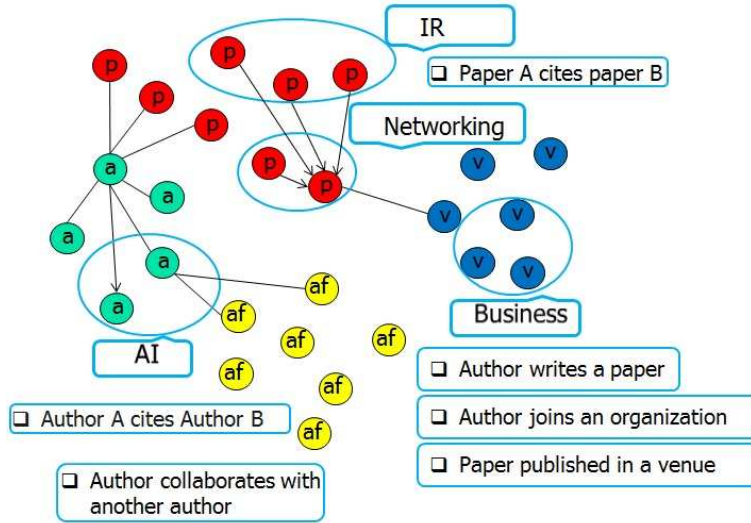 IR
p
p
p
p
❑ Paper A cites paper B
p
p
Networking
v
v
a
p
p
a
v
v
a
a
v
v
af
a
af
Business
AI
af
af
❑ Author writes a paper
af
af
❑ Author A cites Author B
af
❑ Author joins an organization
❑ Paper published in a venue
❑ Author collaborates with
another author